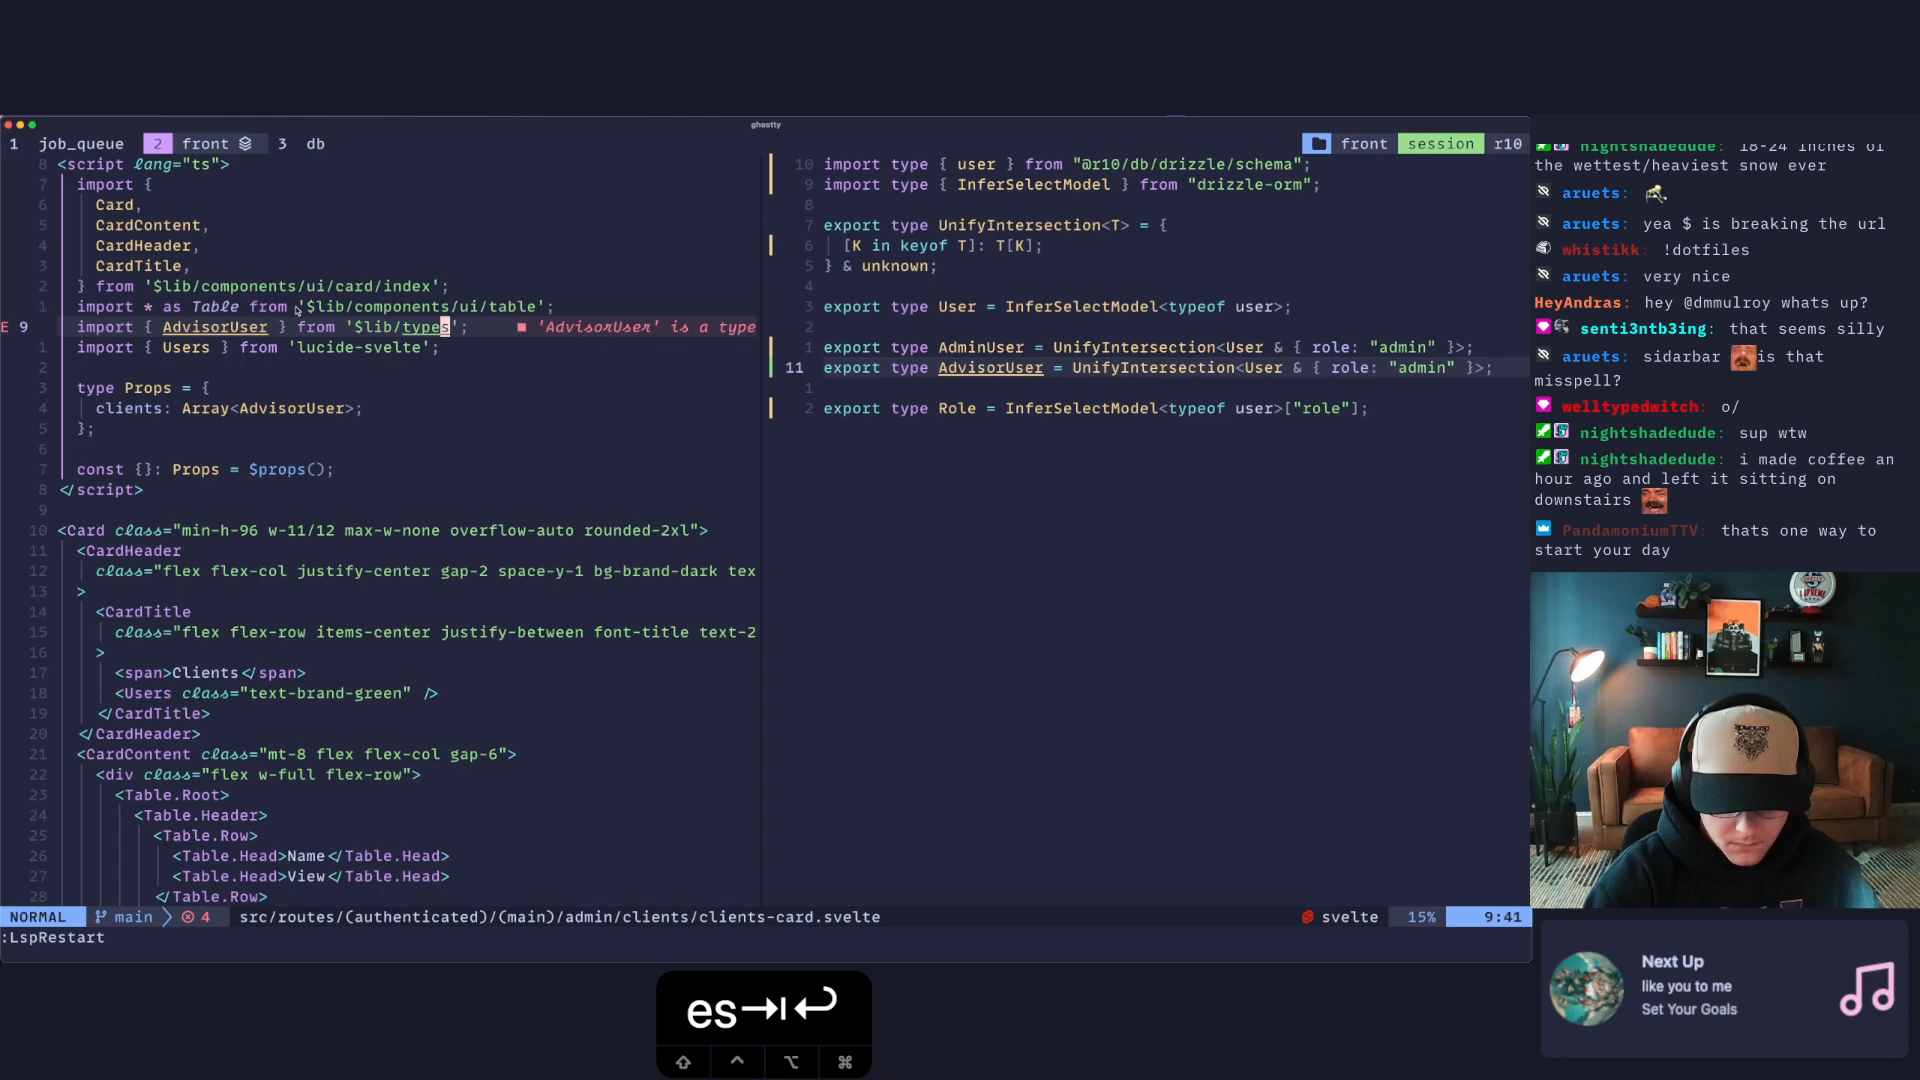 ghostty
1 job_queue 2 front 3 db
front session r10
8 <script lang="ts">
7 import {
6 Card,
5 CardContent,
4 CardHeader,
3 CardTitle,
2 } from '$lib/components/ui/card/index';
1 import * as Table from '$lib/components/ui/table';
E 9 import { AdvisorUser } from '$lib/types'; ■ 'AdvisorUser' is a type
1 import { Users } from 'lucide-svelte';
2
3 type Props = {
4 clients: Array<AdvisorUser>;
5 };
6
7 const {}: Props = $props();
8 </script>
9
10 <Card class="min-h-96 w-11/12 max-w-none overflow-auto rounded-2xl">
11 <CardHeader
12 class="flex flex-col justify-center gap-2 space-y-1 bg-brand-dark tex
13 >
14 <CardTitle
15 class="flex flex-row items-center justify-between font-title text-2
16 >
17 <span>Clients</span>
18 <Users class="text-brand-green" />
19 </CardTitle>
20 </CardHeader>
21 <CardContent class="mt-8 flex flex-col gap-6">
22 <div class="flex w-full flex-row">
23 <Table.Root>
24 <Table.Header>
25 <Table.Row>
26 <Table.Head>Name</Table.Head>
27 <Table.Head>View</Table.Head>
28 </Table.Row>
10 import type { user } from "@r10/db/drizzle/schema";
9 import type { InferSelectModel } from "drizzle-orm";
8
7 export type UnifyIntersection<T> = {
6 [K in keyof T]: T[K];
5 } & unknown;
4
3 export type User = InferSelectModel<typeof user>;
2
1 export type AdminUser = UnifyIntersection<User & { role: "admin" }>;
11 export type AdvisorUser = UnifyIntersection<User & { role: "admin" }>;
1
2 export type Role = InferSelectModel<typeof user>["role"];
NORMAL main 4 src/routes/(authenticated)/(main)/admin/clients/clients-card.svelte svelte 15% 9:41
:LspRestart
nightshadedude: 18-24 inches of
the wettest/heaviest snow ever
aruets:
aruets: yea $ is breaking the url
whistikk: !dotfiles
aruets: very nice
HeyAndras: hey @dmmulroy whats up?
senti3ntb3ing: that seems silly
aruets: sidarbar is that
misspell?
welltypedwitch: o/
nightshadedude: sup wtw
nightshadedude: i made coffee an
hour ago and left it sitting on
downstairs
PandamoniumTTV: thats one way to
start your day
SUPREME
es⇥↩
⇧ ^ ⌥ ⌘
Next Up
like you to me
Set Your Goals